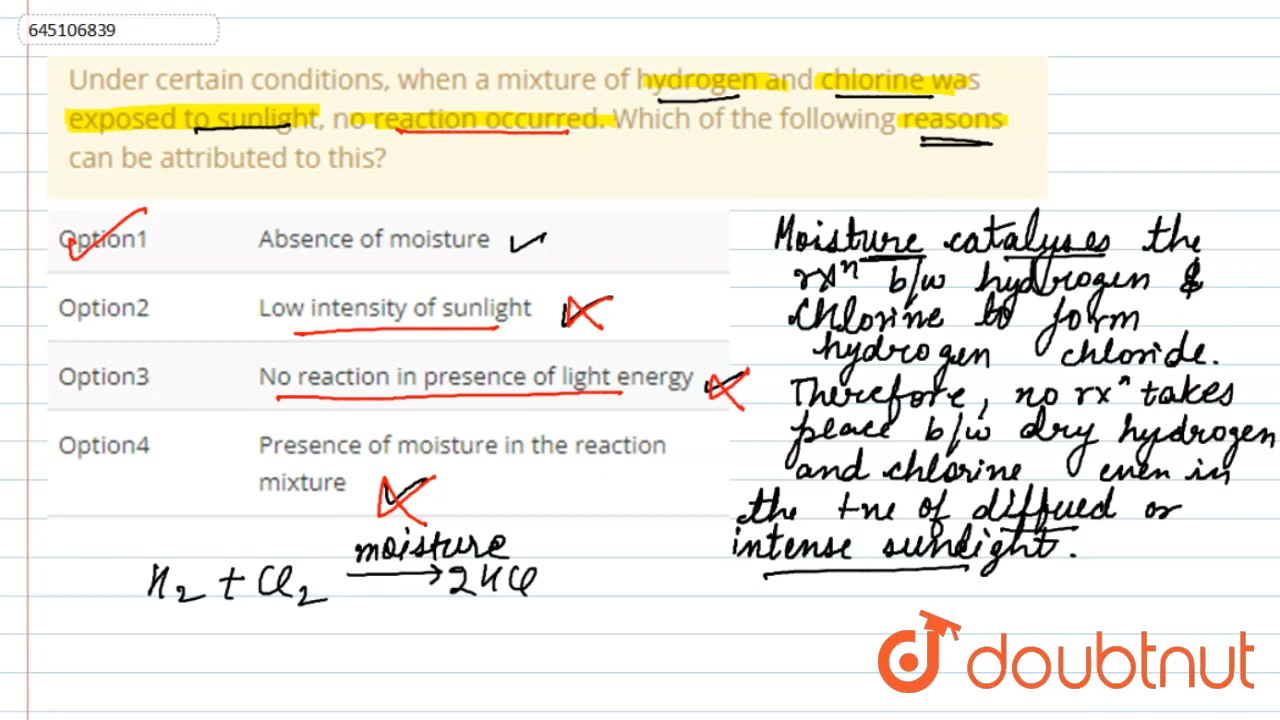 645106839
Under certain conditions, when a mixture of hydrogen and chlorine was
exposed to sunlight, no reaction occurred. Which of the following reasons
can be attributed to this?
Option1 Absence of moisture
Option2 Low intensity of sunlight
Option3 No reaction in presence of light energy
Option4 Presence of moisture in the reaction
mixture
Moisture catalyses the
rxⁿ b/w hydrogen &
Chlorine to form
hydrogen chloride.
Therefore, no rxⁿ takes
place b/w dry hydrogen
and chlorine even in
the +ne of diffued or
intense sunlight.
moisture
H₂ + Cl₂ → 2HCl
doubtnut